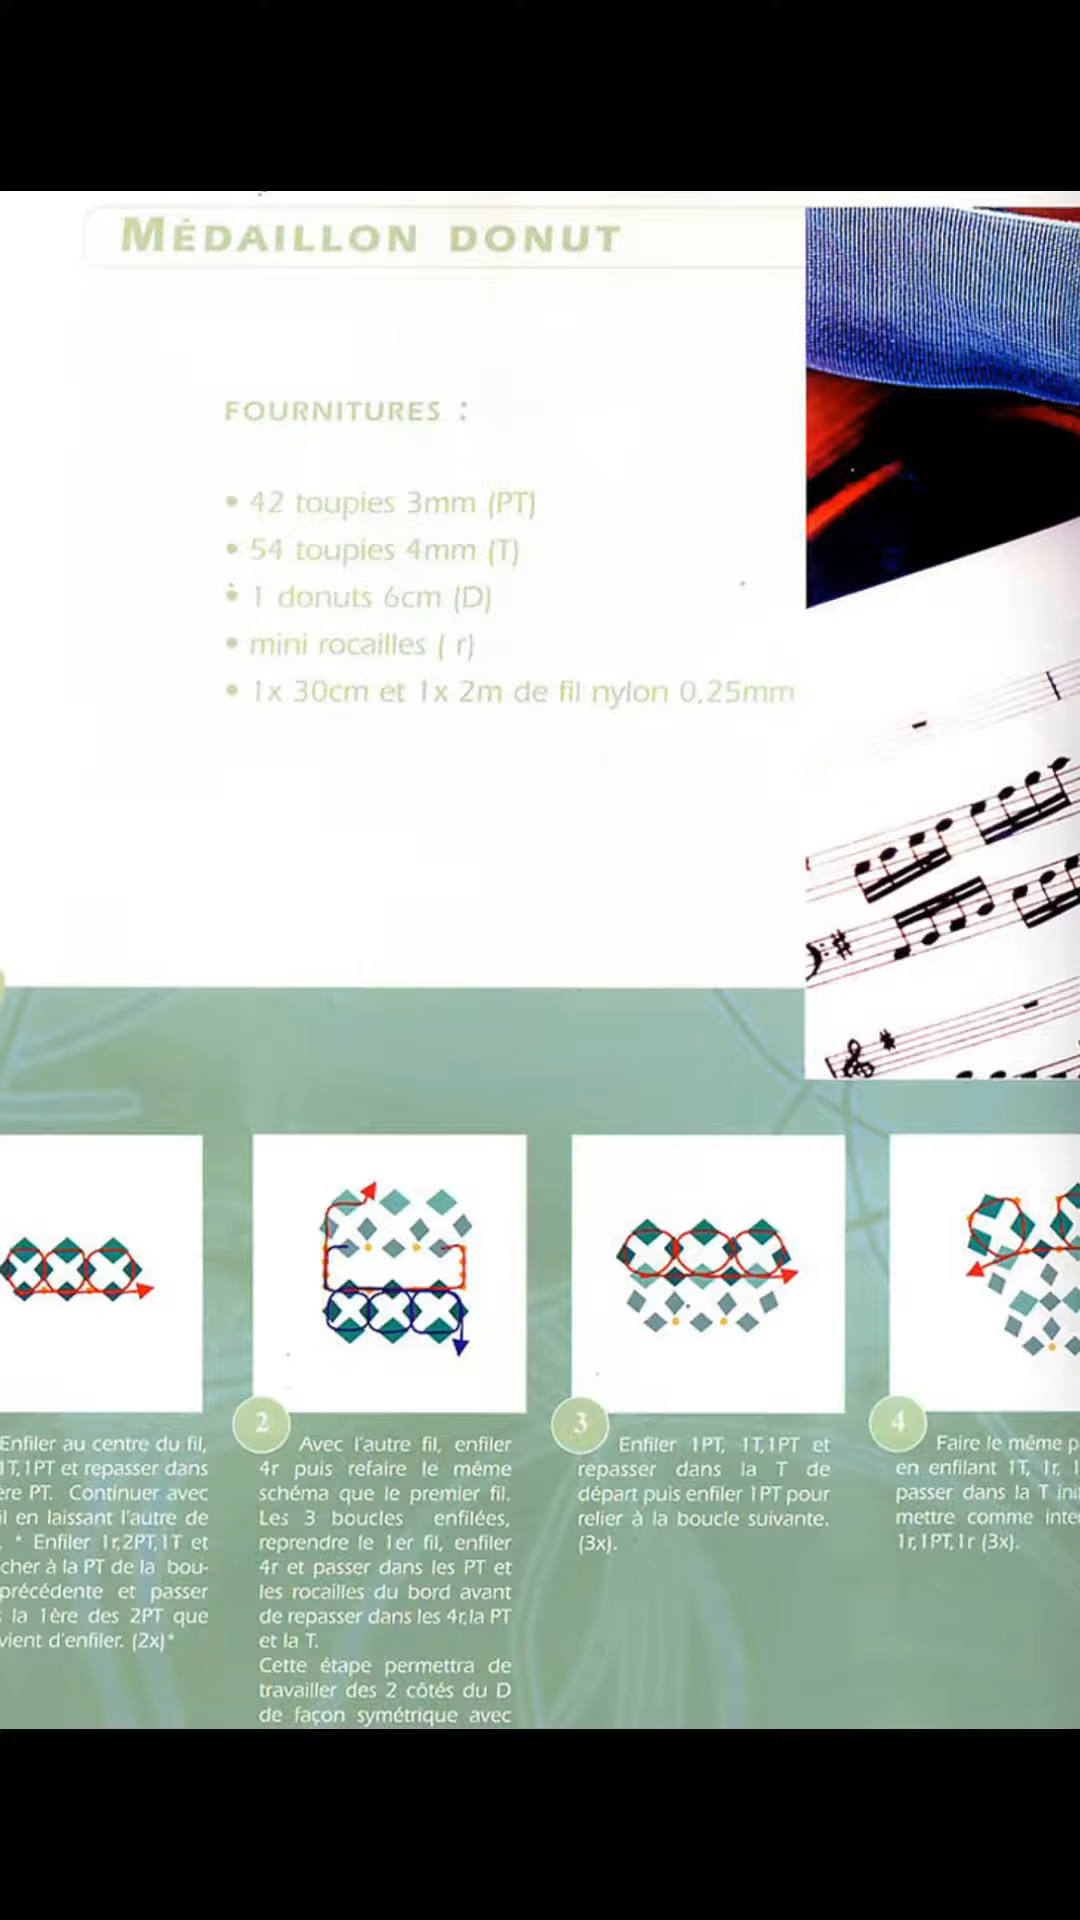 MÉDAILLON DONUT
FOURNITURES :
• 42 toupies 3mm (PT)
• 54 toupies 4mm (T)
• 1 donuts 6cm (D)
• mini rocailles ( r)
• 1x 30cm et 1x 2m de fil nylon 0,25mm
Enfiler au centre du fil,
1T,1PT et repasser dans
ère PT. Continuer avec
il en laissant l'autre de
. * Enfiler 1r,2PT,1T et
cher à la PT de la bou-
précédente et passer
la 1ère des 2PT que
vient d'enfiler. (2x)*
2
Avec l'autre fil, enfiler
4r puis refaire le même
schéma que le premier fil.
Les 3 boucles enfilées,
reprendre le 1er fil, enfiler
4r et passer dans les PT et
les rocailles du bord avant
de repasser dans les 4r,la PT
et la T.
Cette étape permettra de
travailler des 2 côtés du D
de façon symétrique avec
3
Enfiler 1PT, 1T,1PT et
repasser dans la T de
départ puis enfiler 1PT pour
relier à la boucle suivante.
(3x).
4
Faire le même p
en enfilant 1T, 1r, 1
passer dans la T ini
mettre comme inte
1r,1PT,1r (3x).